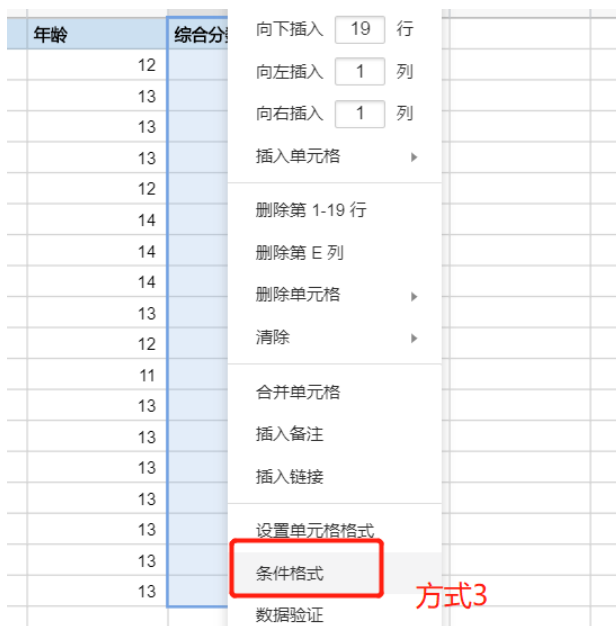 年龄 综合分
向下插入 19 行
12
向左插入 1 列
13
向右插入 1 列
13
13
插入单元格
12
14
删除第 1-19 行
14
删除第 E 列
14
删除单元格
13
12
清除
11
13
合并单元格
13
插入备注
13
插入链接
13
13
设置单元格格式
13
条件格式
13
方式3
数据验证